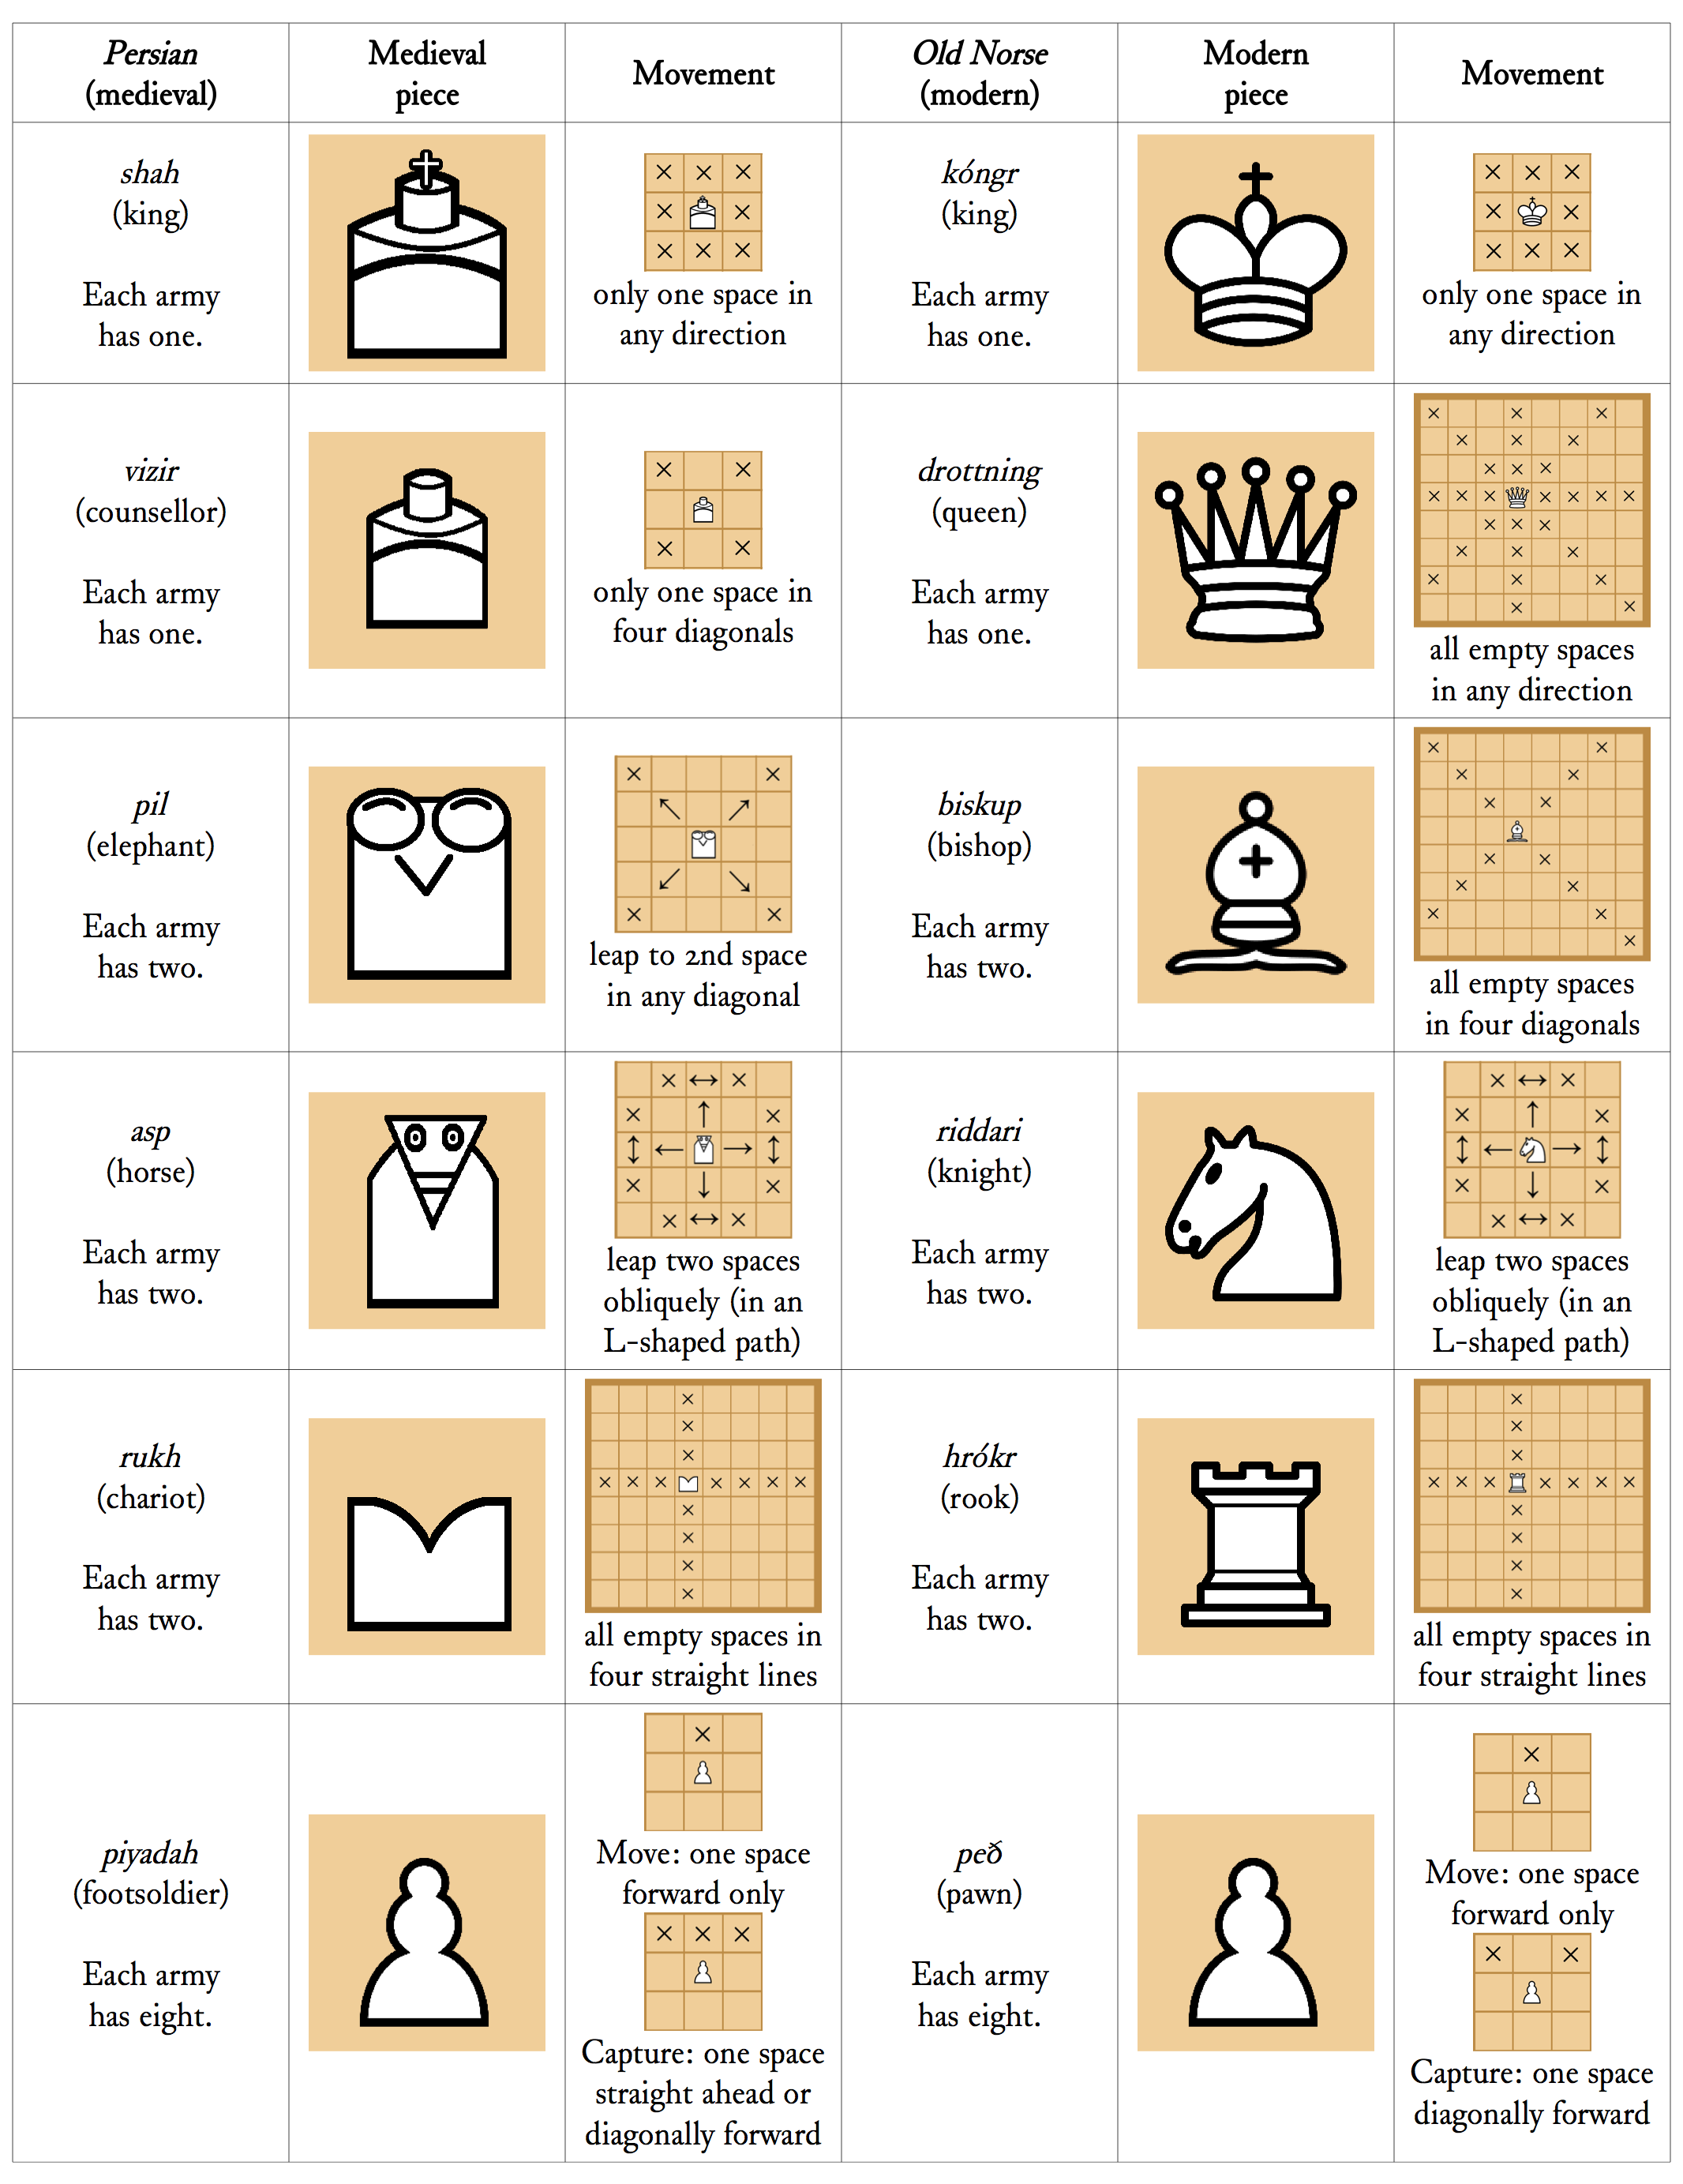 Persian
(medieval)
Medieval
piece
Movement
Old Norse
(modern)
Modern
piece
Movement
shah
(king)
Each army
has one.
only one space in
any direction
kóngr
(king)
Each army
has one.
only one space in
any direction
vizir
(counsellor)
Each army
has one.
only one space in
four diagonals
drottning
(queen)
Each army
has one.
all empty spaces
in any direction
pil
(elephant)
Each army
has two.
leap to 2nd space
in any diagonal
biskup
(bishop)
Each army
has two.
all empty spaces
in four diagonals
asp
(horse)
Each army
has two.
leap two spaces
obliquely (in an
L-shaped path)
riddari
(knight)
Each army
has two.
leap two spaces
obliquely (in an
L-shaped path)
rukh
(chariot)
Each army
has two.
all empty spaces in
four straight lines
hrókr
(rook)
Each army
has two.
all empty spaces in
four straight lines
piyadah
(footsoldier)
Each army
has eight.
Move: one space
forward only
Capture: one space
straight ahead or
diagonally forward
peð
(pawn)
Each army
has eight.
Move: one space
forward only
Capture: one space
diagonally forward